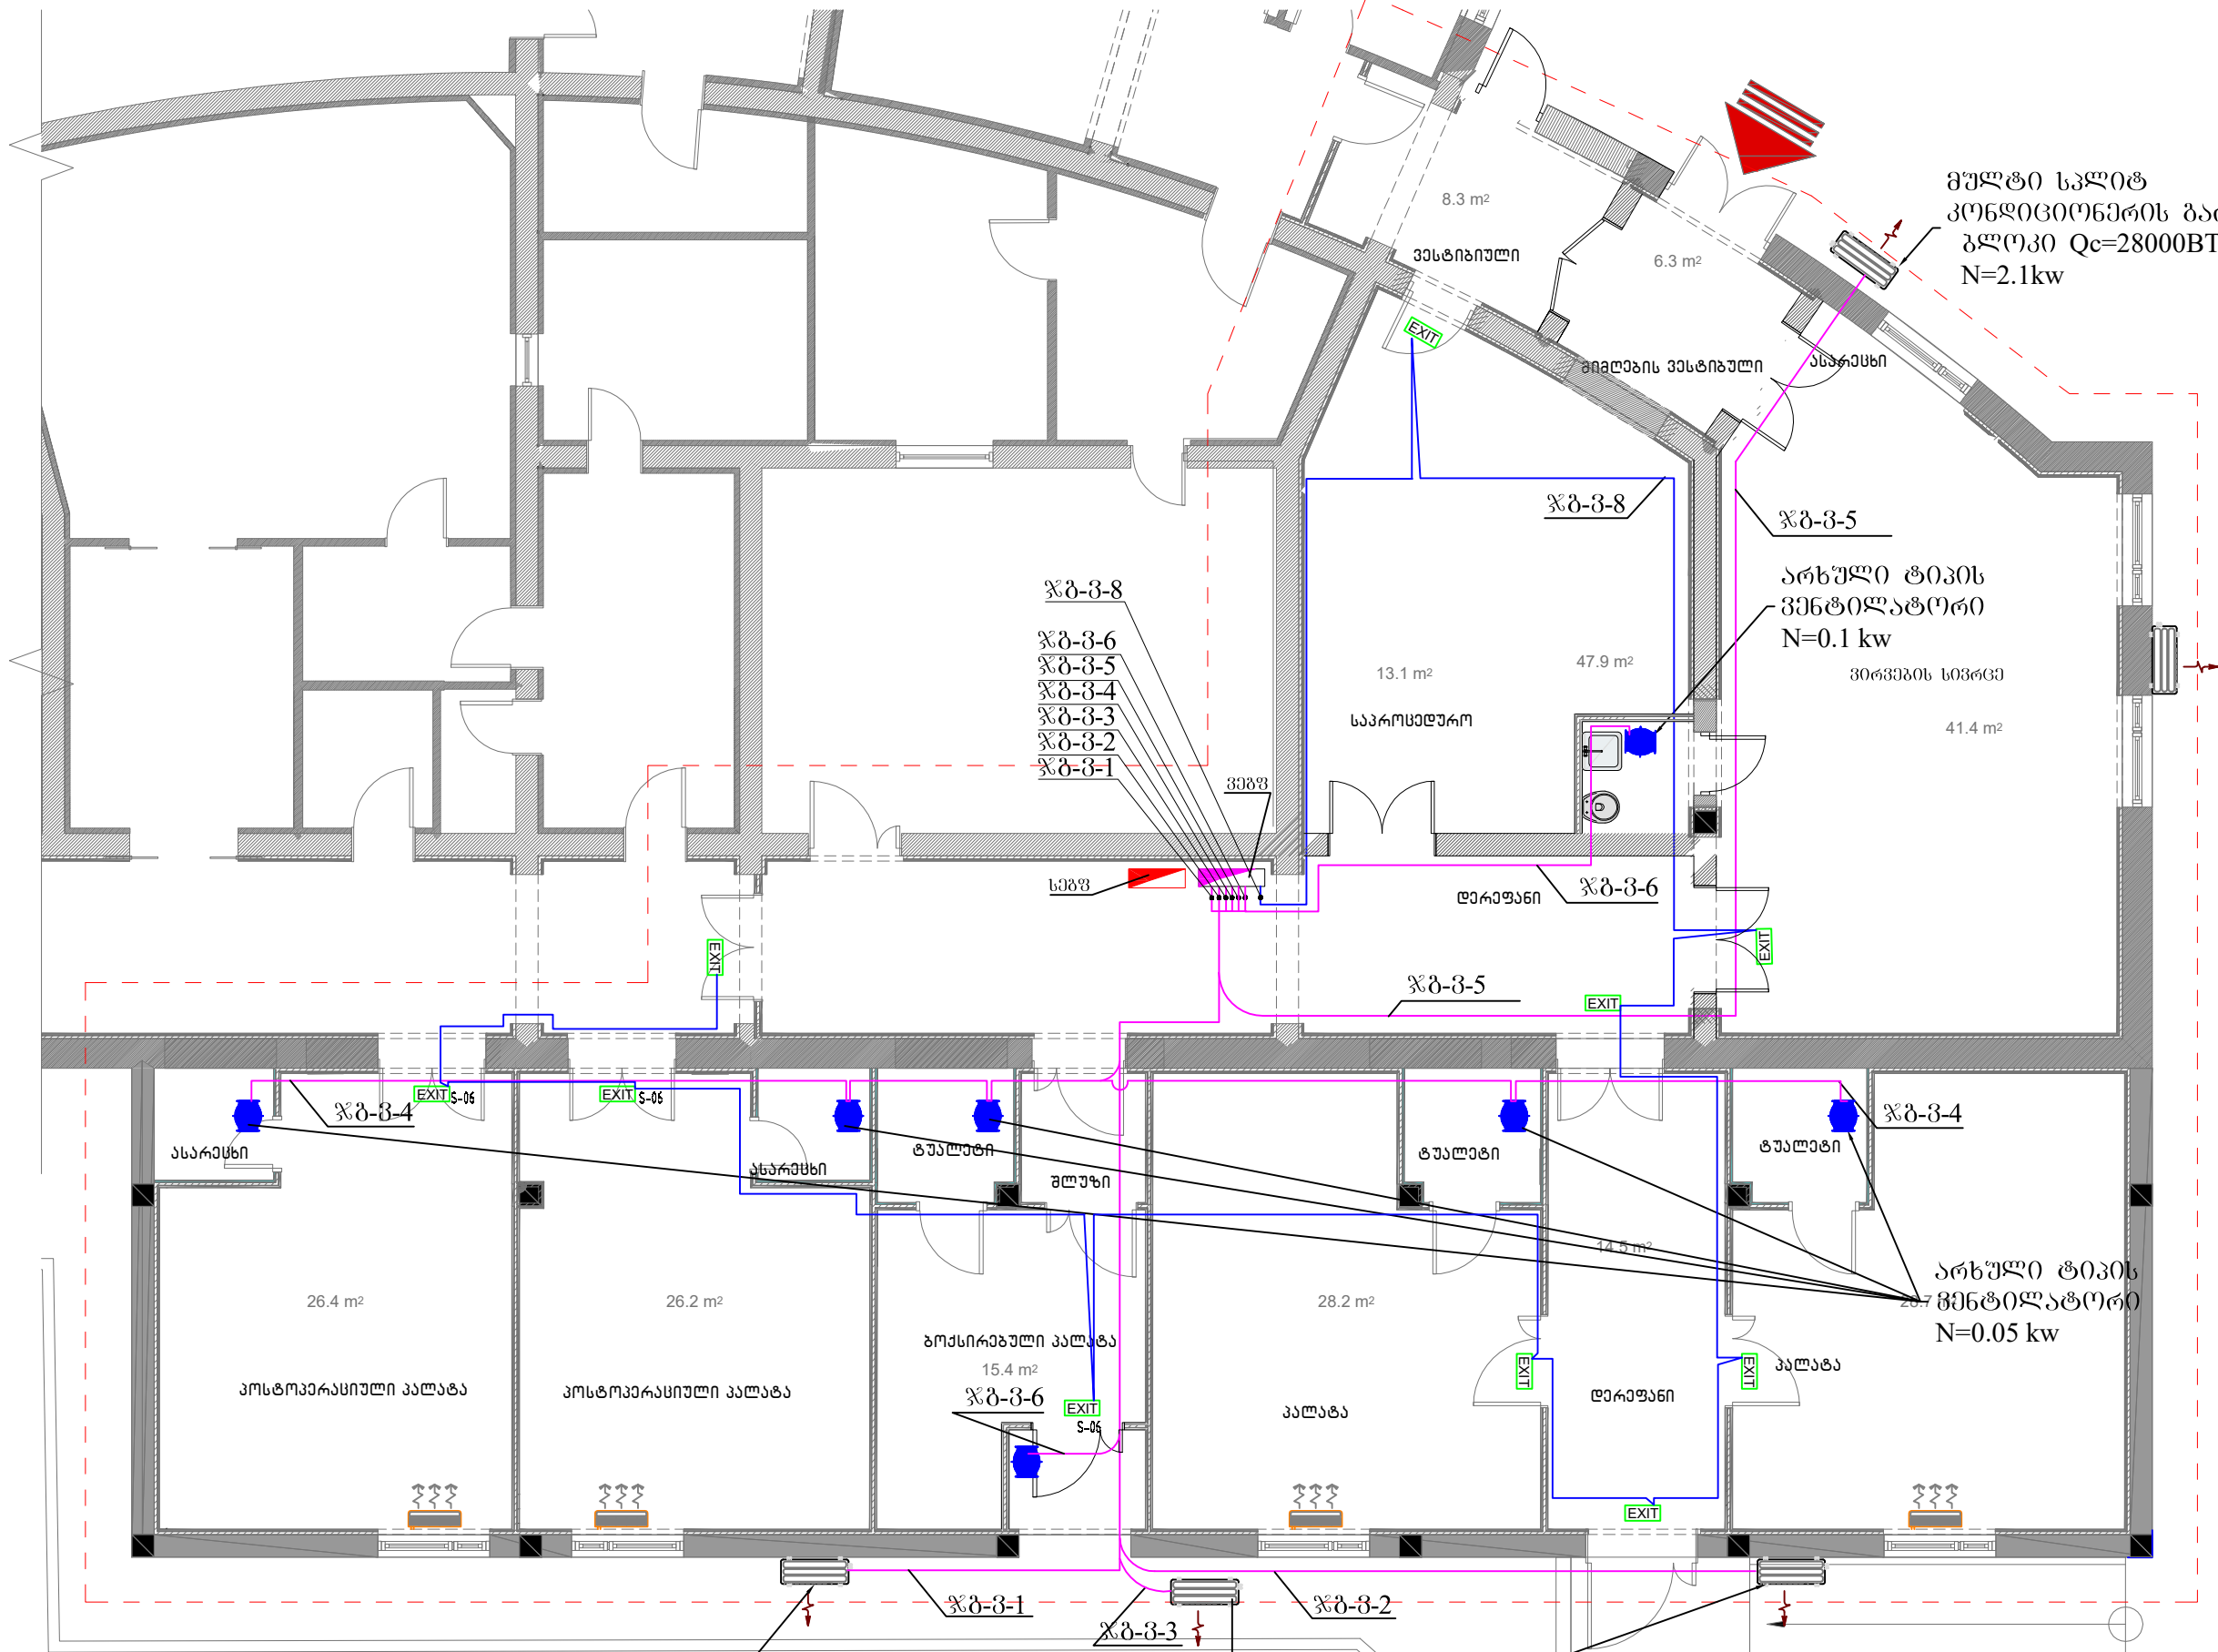 8.3 m²
ვესტიბიული
6.3 m²
მულტი სპლიტ
კონდიციონერის
ბლოკი Qc=28000BT
N=2.1kw
EXIT
მიმღების ვესტიბული
ასარეცხი
ჯგ-ვ-8
ჯგ-ვ-5
არხული ტიპის
ვენტილატორი
N=0.1 kw
ჯგ-ვ-8
ჯგ-ვ-6
ჯგ-ვ-5
ჯგ-ვ-4
ჯგ-ვ-3
ჯგ-ვ-2
ჯგ-ვ-1
13.1 m²
47.9 m²
საპროცედურო
41.4 m²
ვეგფ
სეგფ
დერეფანი
ჯგ-ვ-6
EXIT
EXIT
ჯგ-ვ-5
EXIT
ჯგ-ვ-4
EXIT
S-06
EXIT
S-06
ჯგ-ვ-4
ასარეცხი
ასარეცხი
ტუალეტი
შლუზი
ტუალეტი
ტუალეტი
14.5 m²
26.4 m²
26.2 m²
28.2 m²
არხული ტიპის
ვენტილატორი
N=0.05 kw
ბოქსირებული პალატა
15.4 m²
პოსტოპერაციული პალატა
პოსტოპერაციული პალატა
ჯგ-ვ-6
EXIT
S-06
პალატა
EXIT
დერეფანი
EXIT
პალატა
EXIT
ჯგ-ვ-1
ჯგ-ვ-3
ჯგ-ვ-2